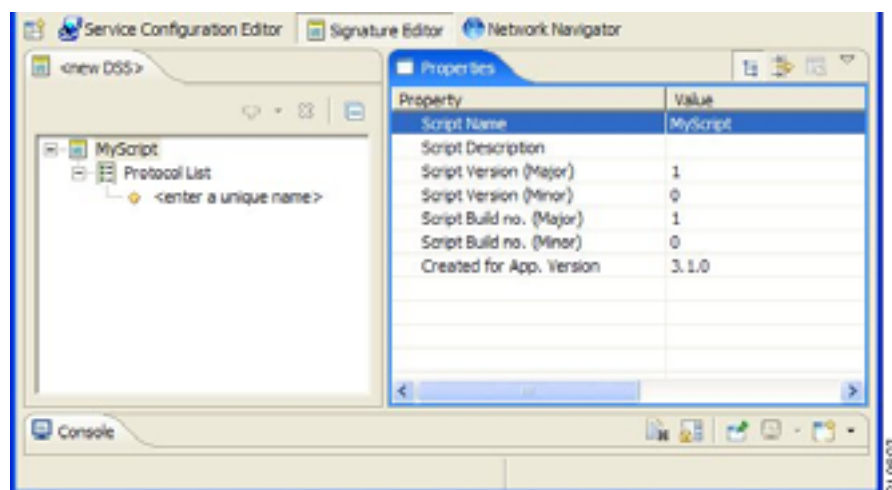 Service Configuration Editor
Signature Editor
Network Navigator
<new DSS>
MyScript
Protocol List
<enter a unique name>
Properties
Property Value
Script Name MyScript
Script Description
Script Version (Major) 1
Script Version (Minor) 0
Script Build no. (Major) 1
Script Build no. (Minor) 0
Created for App. Version 3.1.0
Console